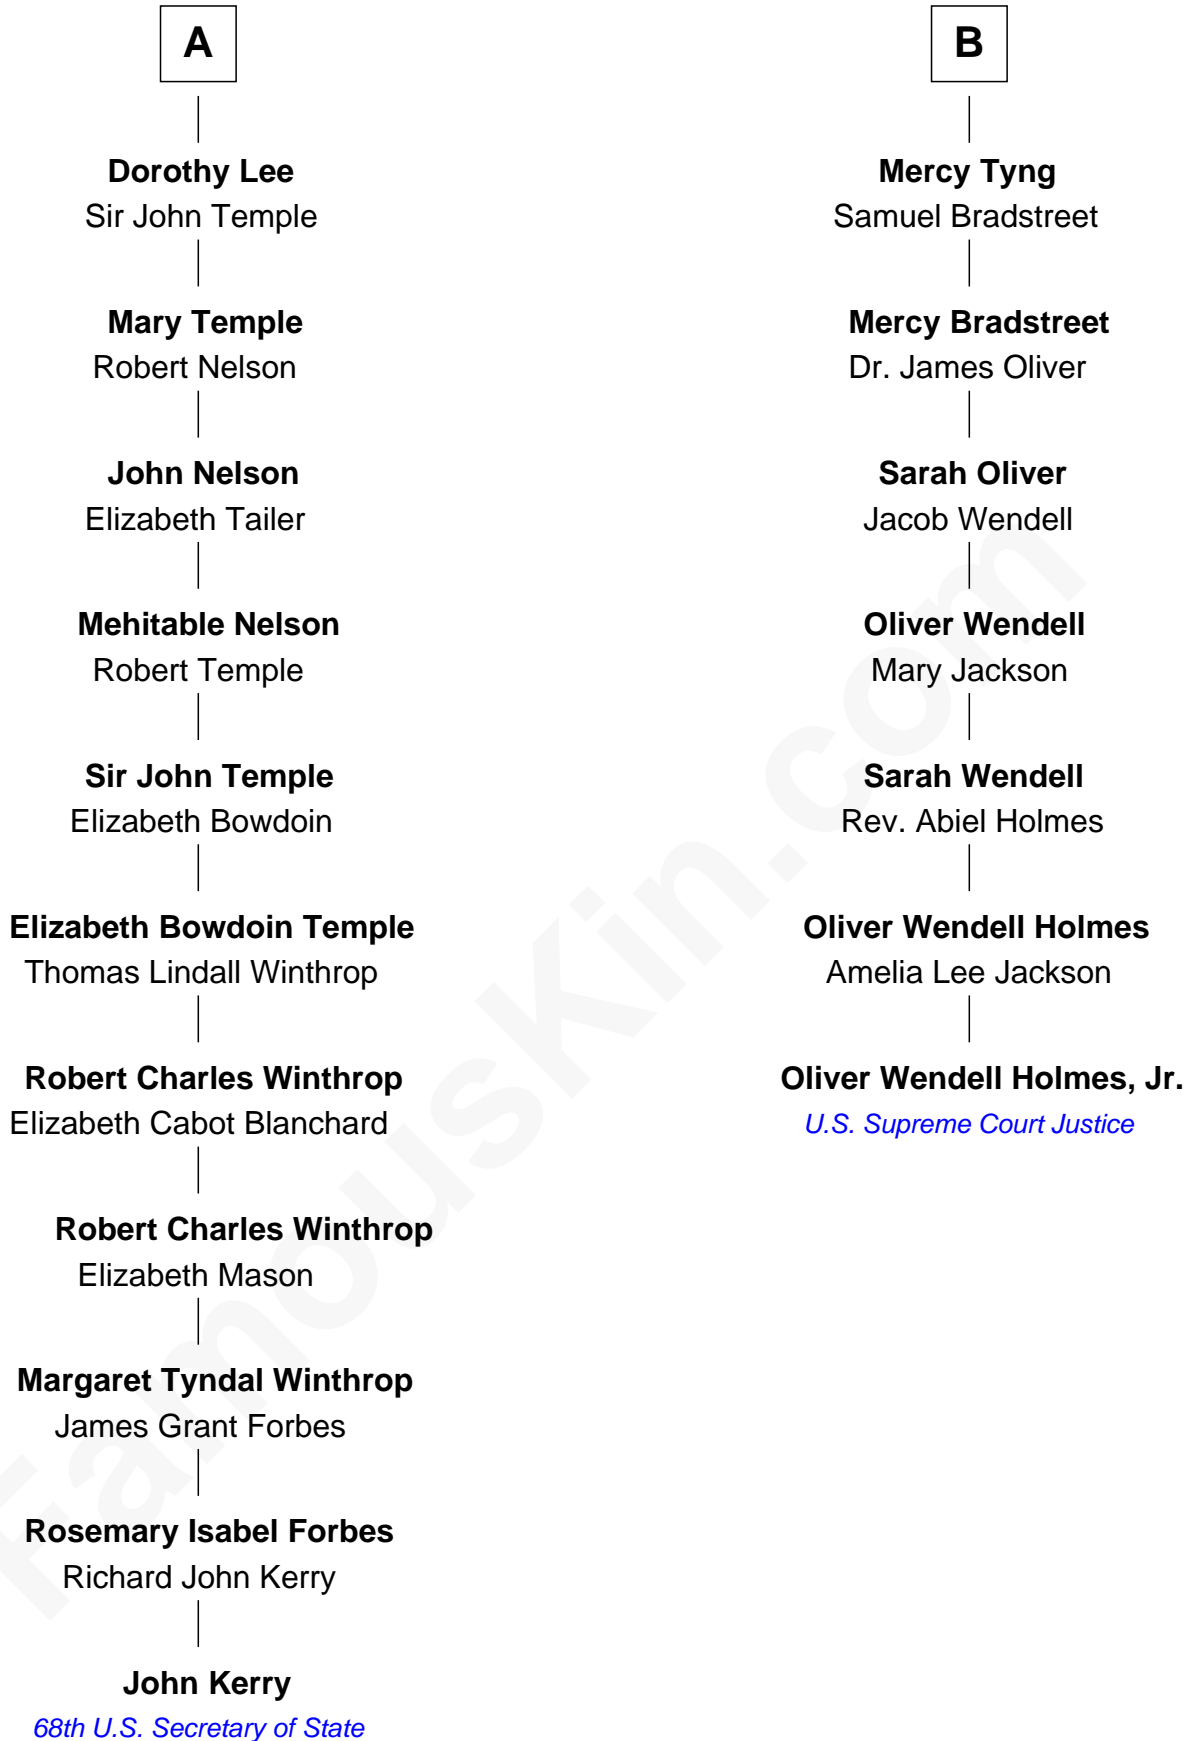 A
Dorothy Lee
Sir John Temple
Mary Temple
Robert Nelson
John Nelson
Elizabeth Tailer
Mehitable Nelson
Robert Temple
Sir John Temple
Elizabeth Bowdoin
Elizabeth Bowdoin Temple
Thomas Lindall Winthrop
Robert Charles Winthrop
Elizabeth Cabot Blanchard
Robert Charles Winthrop
Elizabeth Mason
Margaret Tyndal Winthrop
James Grant Forbes
Rosemary Isabel Forbes
Richard John Kerry
John Kerry
68th U.S. Secretary of State
B
Mercy Tyng
Samuel Bradstreet
Mercy Bradstreet
Dr. James Oliver
Sarah Oliver
Jacob Wendell
Oliver Wendell
Mary Jackson
Sarah Wendell
Rev. Abiel Holmes
Oliver Wendell Holmes
Amelia Lee Jackson
Oliver Wendell Holmes, Jr.
U.S. Supreme Court Justice
FamousKin.com